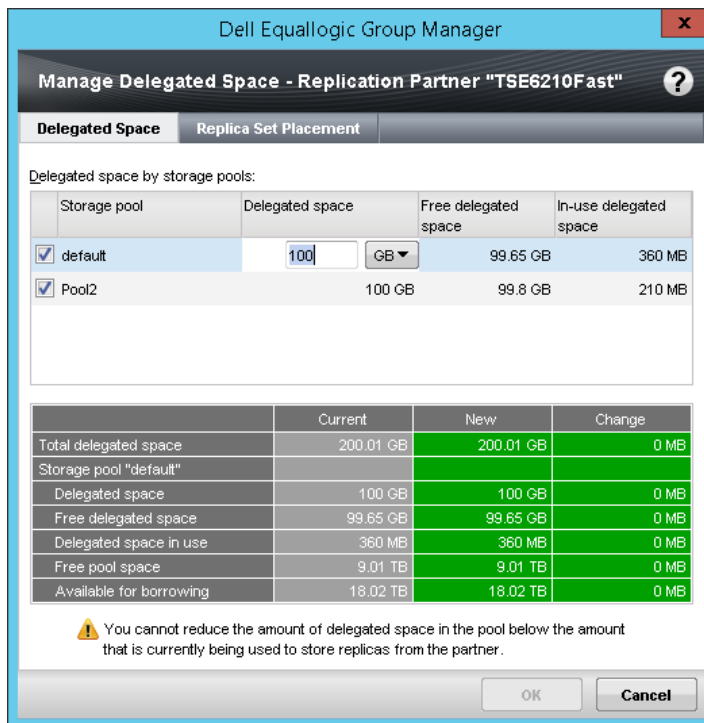 Dell Equallogic Group Manager
x
Manage Delegated Space - Replication Partner "TSE6210Fast"
?
Delegated Space Replica Set Placement
Delegated space by storage pools:
Storage pool Delegated space Free delegated space In-use delegated space
default 100 GB 99.65 GB 360 MB
Pool2 100 GB 99.8 GB 210 MB
Current New Change
Total delegated space 200.01 GB 200.01 GB 0 MB
Storage pool "default"
Delegated space 100 GB 100 GB 0 MB
Free delegated space 99.65 GB 99.65 GB 0 MB
Delegated space in use 360 MB 360 MB 0 MB
Free pool space 9.01 TB 9.01 TB 0 MB
Available for borrowing 18.02 TB 18.02 TB 0 MB
You cannot reduce the amount of delegated space in the pool below the amount
that is currently being used to store replicas from the partner.
OK Cancel